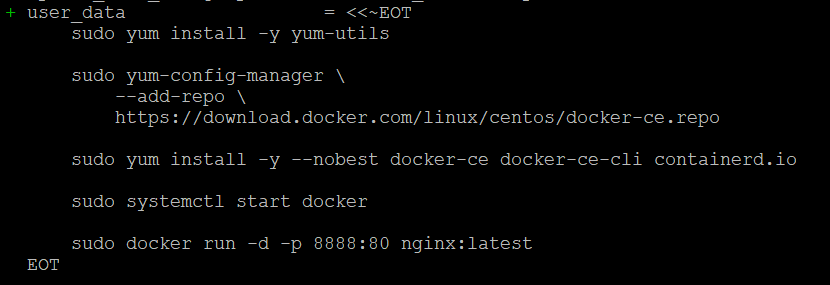 + user_data = <<~EOT
sudo yum install -y yum-utils
sudo yum-config-manager \
--add-repo \
https://download.docker.com/linux/centos/docker-ce.repo
sudo yum install -y --nobest docker-ce docker-ce-cli containerd.io
sudo systemctl start docker
sudo docker run -d -p 8888:80 nginx:latest
EOT